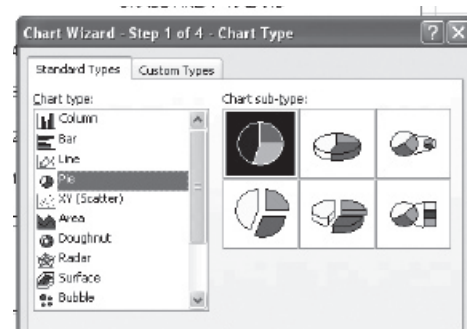 Chart Wizard - Step 1 of 4 - Chart Type
Standard Types
Custom Types
Chart type:
Chart sub-type:
Column
Bar
Line
Pie
XY (Scatter)
Area
Doughnut
Radar
Surface
Bubble